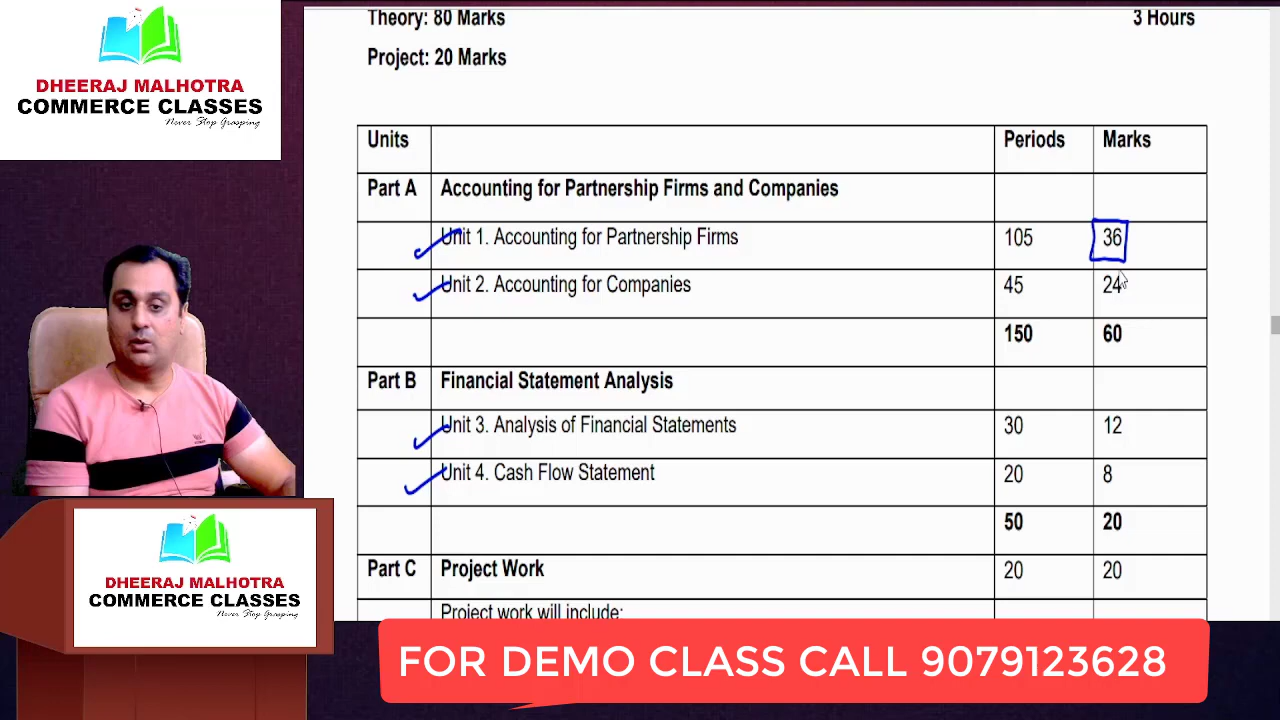 DHEERAJ MALHOTRA
COMMERCE CLASSES
Never Stop Grasping
Theory: 80 Marks 3 Hours
Project: 20 Marks
Units Periods Marks
Part A Accounting for Partnership Firms and Companies
Unit 1. Accounting for Partnership Firms 105 36
Unit 2. Accounting for Companies 45 24
150 60
Part B Financial Statement Analysis
Unit 3. Analysis of Financial Statements 30 12
Unit 4. Cash Flow Statement 20 8
50 20
Part C Project Work 20 20
Project work will include:
DHEERAJ MALHOTRA
COMMERCE CLASSES
Never Stop Grasping
FOR DEMO CLASS CALL 9079123628